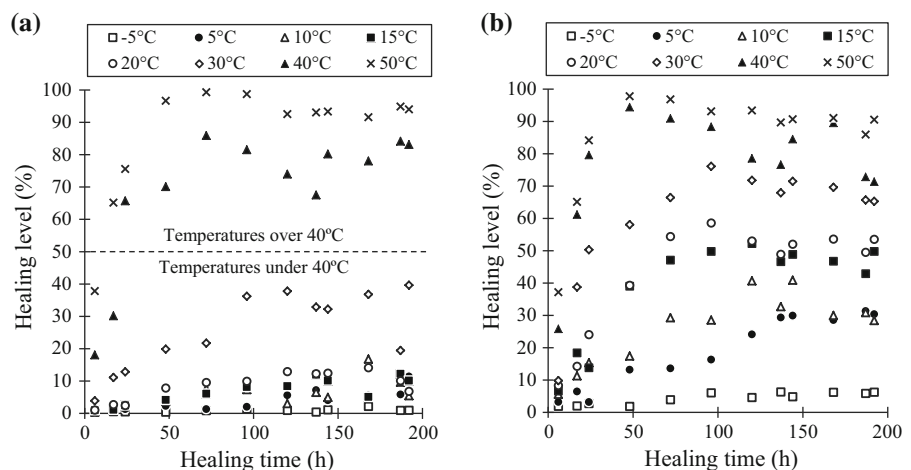 (a)
-5°C 5°C 10°C 15°C
20°C 30°C 40°C 50°C
Healing level (%)
100
90
80
70
60
50
40
30
20
10
0
Temperatures over 40ºC
Temperatures under 40ºC
0 50 100 150 200
Healing time (h)
(b)
-5°C 5°C 10°C 15°C
20°C 30°C 40°C 50°C
Healing level (%)
100
90
80
70
60
50
40
30
20
10
0
0 50 100 150 200
Healing time (h)